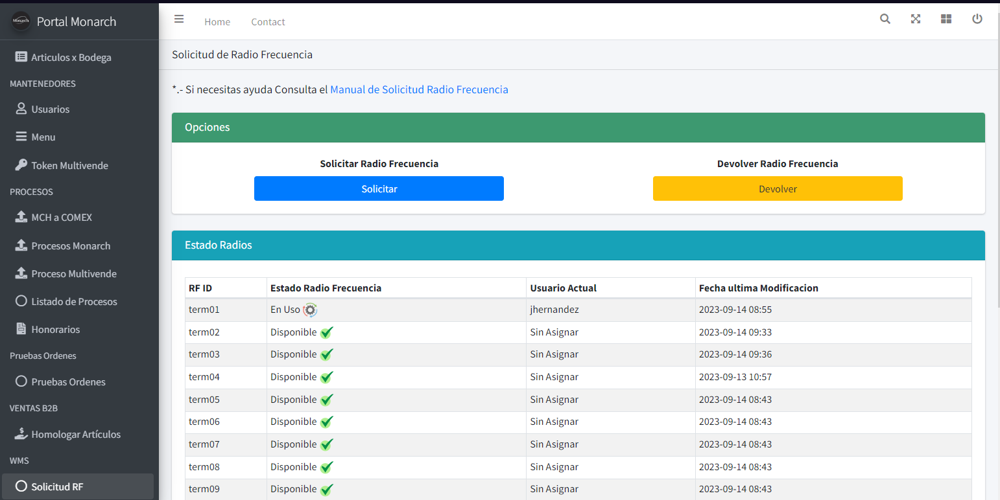 Monarch Portal Monarch
Home Contact
Articulos x Bodega
MANTENEDORES
Usuarios
Menu
Token Multivende
PROCESOS
MCH a COMEX
Procesos Monarch
Proceso Multivende
Listado de Procesos
Honorarios
Pruebas Ordenes
Pruebas Ordenes
VENTAS B2B
Homologar Artículos
WMS
Solicitud RF
Solicitud de Radio Frecuencia
*.- Si necesitas ayuda Consulta el Manual de Solicitud Radio Frecuencia
Opciones
Solicitar Radio Frecuencia
Solicitar
Devolver Radio Frecuencia
Devolver
Estado Radios
RF ID Estado Radio Frecuencia Usuario Actual Fecha ultima Modificacion
term01 En Uso jhernandez 2023-09-14 08:55
term02 Disponible Sin Asignar 2023-09-14 09:33
term03 Disponible Sin Asignar 2023-09-14 09:36
term04 Disponible Sin Asignar 2023-09-13 10:57
term05 Disponible Sin Asignar 2023-09-14 08:43
term06 Disponible Sin Asignar 2023-09-14 08:43
term07 Disponible Sin Asignar 2023-09-14 08:43
term08 Disponible Sin Asignar 2023-09-14 08:43
term09 Disponible Sin Asignar 2023-09-14 08:43